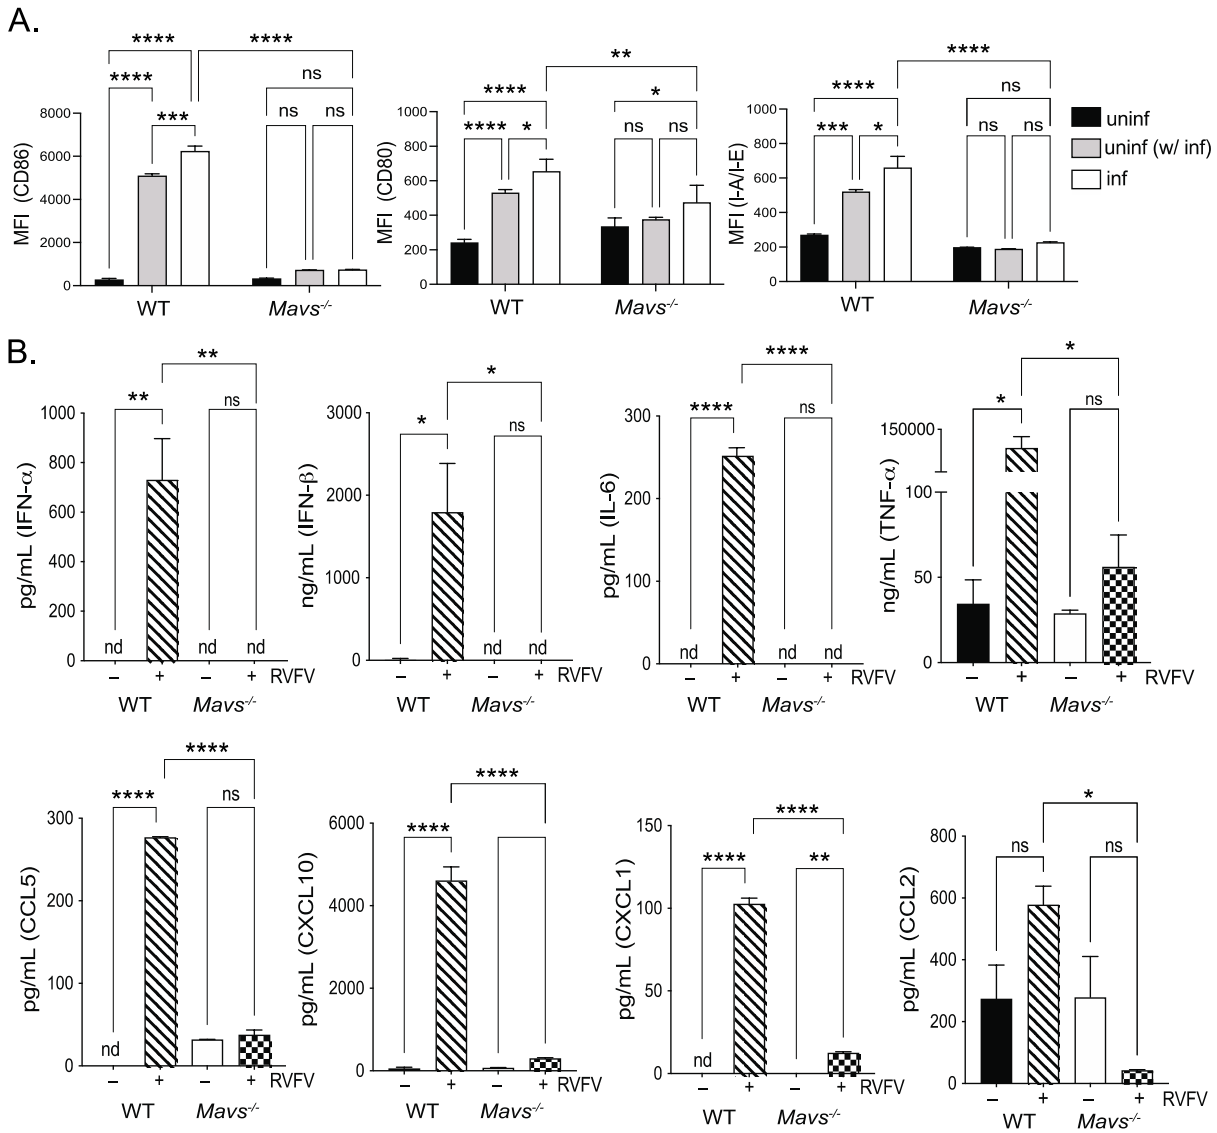 A.
**** ****
**** ns
*** ns ns
MFI (CD86)
8000
6000
4000
2000
0
WT Mavs-/-
**
**** *
**** * ns ns
MFI (CD80)
1000
800
600
400
200
0
WT Mavs-/-
****
**** ns
*** * ns ns
MFI (I-A/I-E)
1000
800
600
400
200
0
WT Mavs-/-
uninf
uninf (w/ inf)
inf
B.
**
** ns
pg/mL (IFN-α)
1000
800
600
400
200
0
nd nd nd
– + – + RVFV
WT Mavs-/-
*
* ns
ng/mL (IFN-β)
3000
2000
1000
0
nd nd
– + – + RVFV
WT Mavs-/-
****
**** ns
pg/mL (IL-6)
300
200
100
0
nd nd nd
– + – + RVFV
WT Mavs-/-
*
* ns
ng/mL (TNF-α)
150000
100
50
0
– + – + RVFV
WT Mavs-/-
****
**** ns
pg/mL (CCL5)
300
200
100
0
nd
– + – + RVFV
WT Mavs-/-
****
****
pg/mL (CXCL10)
6000
4000
2000
0
– + – + RVFV
WT Mavs-/-
****
**** **
pg/mL (CXCL1)
150
100
50
0
nd
– + – + RVFV
WT Mavs-/-
*
ns ns
pg/mL (CCL2)
800
600
400
200
0
– + – + RVFV
WT Mavs-/-